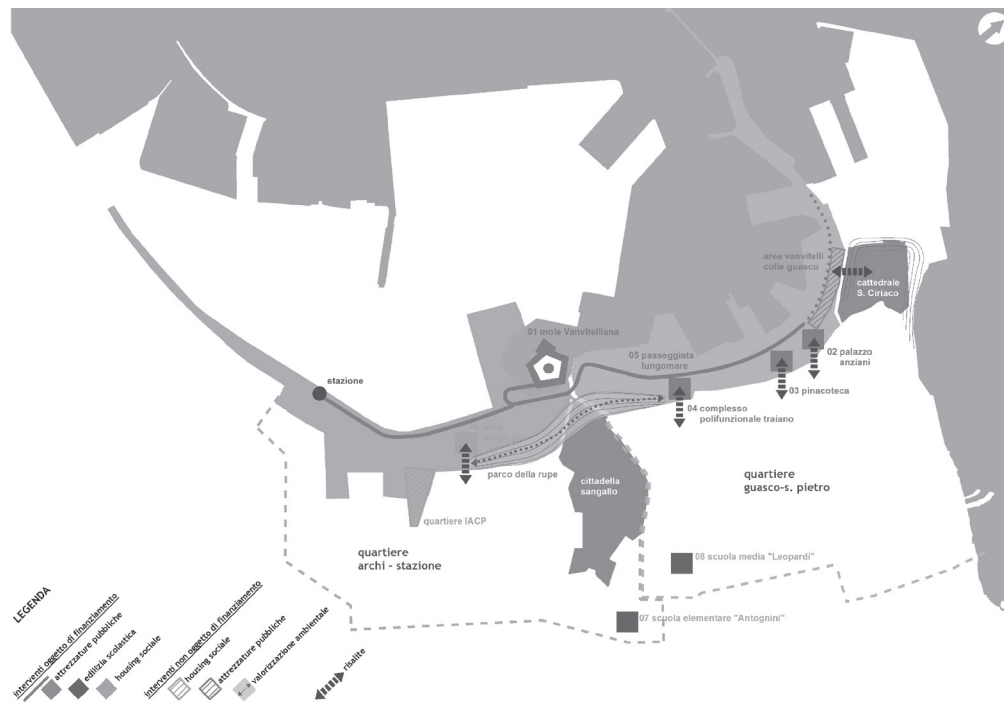 area vanvitelli
colle guasco
cattedrale
S. Ciriaco
01 mole Vanvitelliana
02 palazzo
anziani
05 passeggiata
lungomare
03 pinacoteca
stazione
04 complesso
polifunzionale traiano
parco della rupe
cittadella
sangallo
quartiere
guasco-s. pietro
quartiere IACP
quartiere
archi - stazione
08 scuola media "Leopardi"
07 scuola elementare "Antognini"
LEGENDA
interventi oggetto di finanziamento
attrezzature pubbliche
edilizia scolastica
housing sociale
interventi non oggetto di finanziamento
housing sociale
attrezzature pubbliche
valorizzazione ambientale
risalite